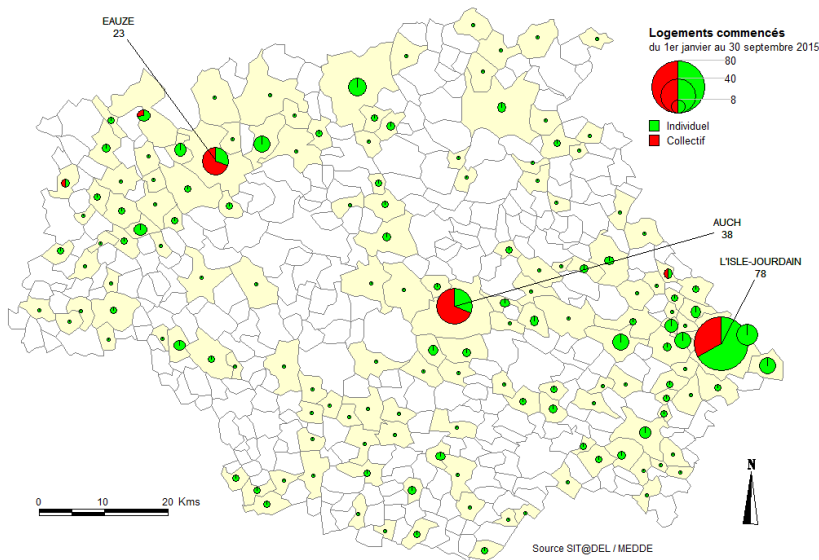 EAUZE
23
Logements commencés
du 1er janvier au 30 septembre 2015
80
40
8
Individuel
Collectif
AUCH
38
L'ISLE-JOURDAIN
78
N
0 10 20 Kms
Source SIT@DEL / MEDDE